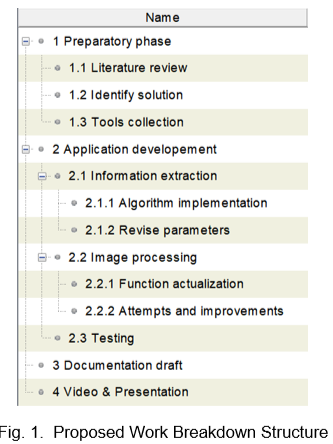 Name
1 Preparatory phase
1.1 Literature review
1.2 Identify solution
1.3 Tools collection
2 Application developement
2.1 Information extraction
2.1.1 Algorithm implementation
2.1.2 Revise parameters
2.2 Image processing
2.2.1 Function actualization
2.2.2 Attempts and improvements
2.3 Testing
3 Documentation draft
4 Video & Presentation
Fig. 1. Proposed Work Breakdown Structure